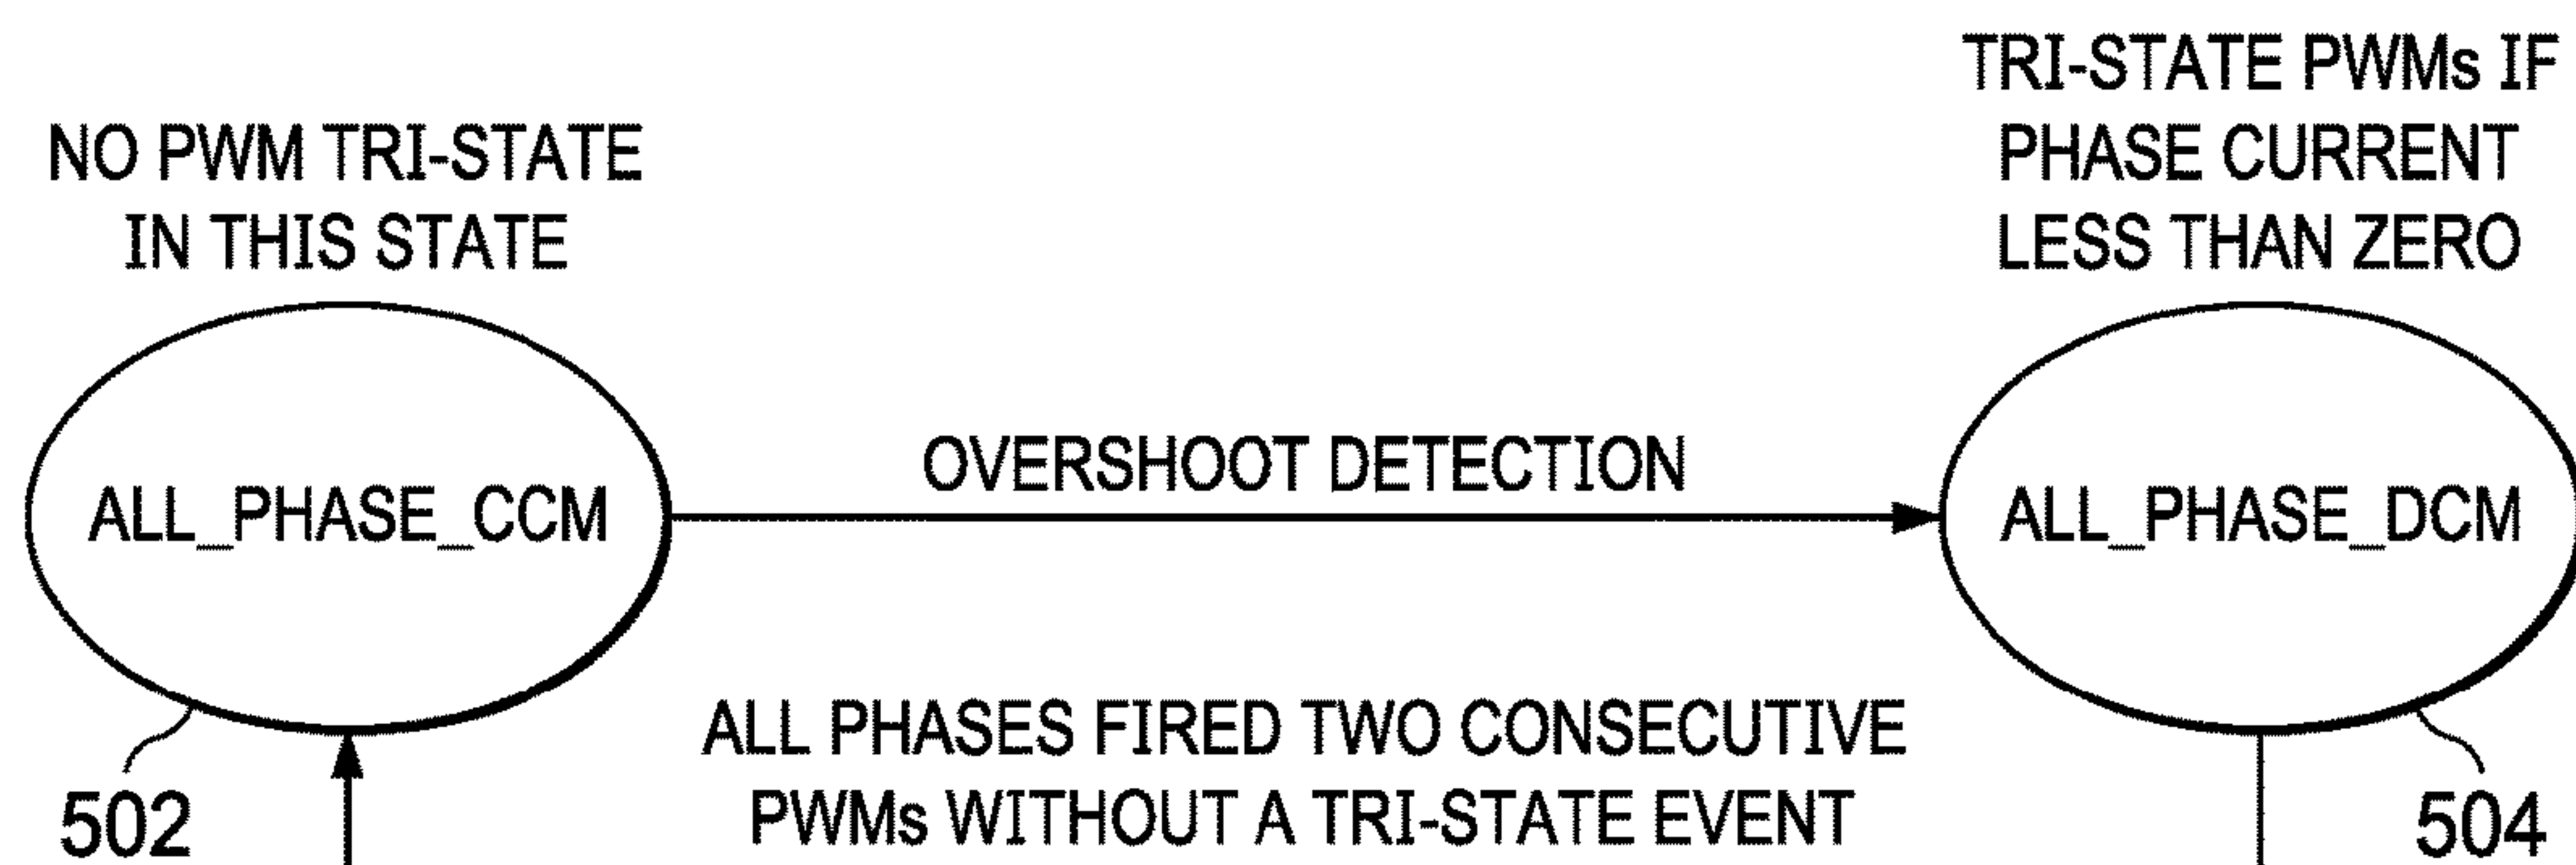 NO PWM TRI-STATE
IN THIS STATE
TRI-STATE PWMs IF
PHASE CURRENT
LESS THAN ZERO
ALL_PHASE_CCM
OVERSHOOT DETECTION
ALL_PHASE_DCM
ALL PHASES FIRED TWO CONSECUTIVE
PWMs WITHOUT A TRI-STATE EVENT
502
504